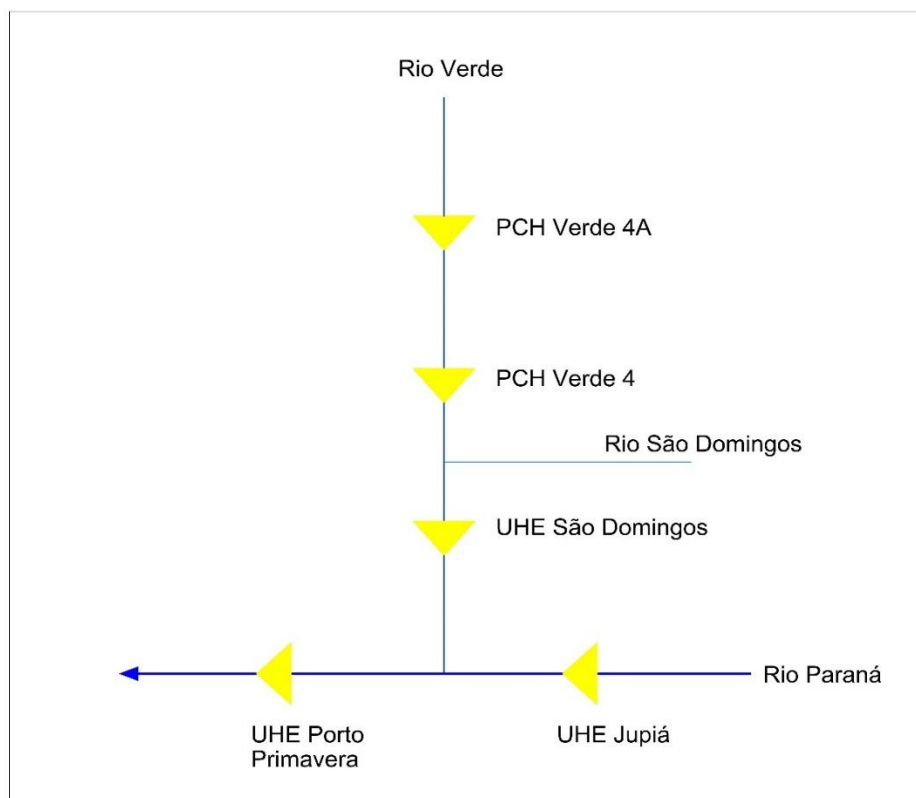 Rio Verde
PCH Verde 4A
PCH Verde 4
Rio São Domingos
UHE São Domingos
Rio Paraná
UHE Porto
Primavera
UHE Jupiá